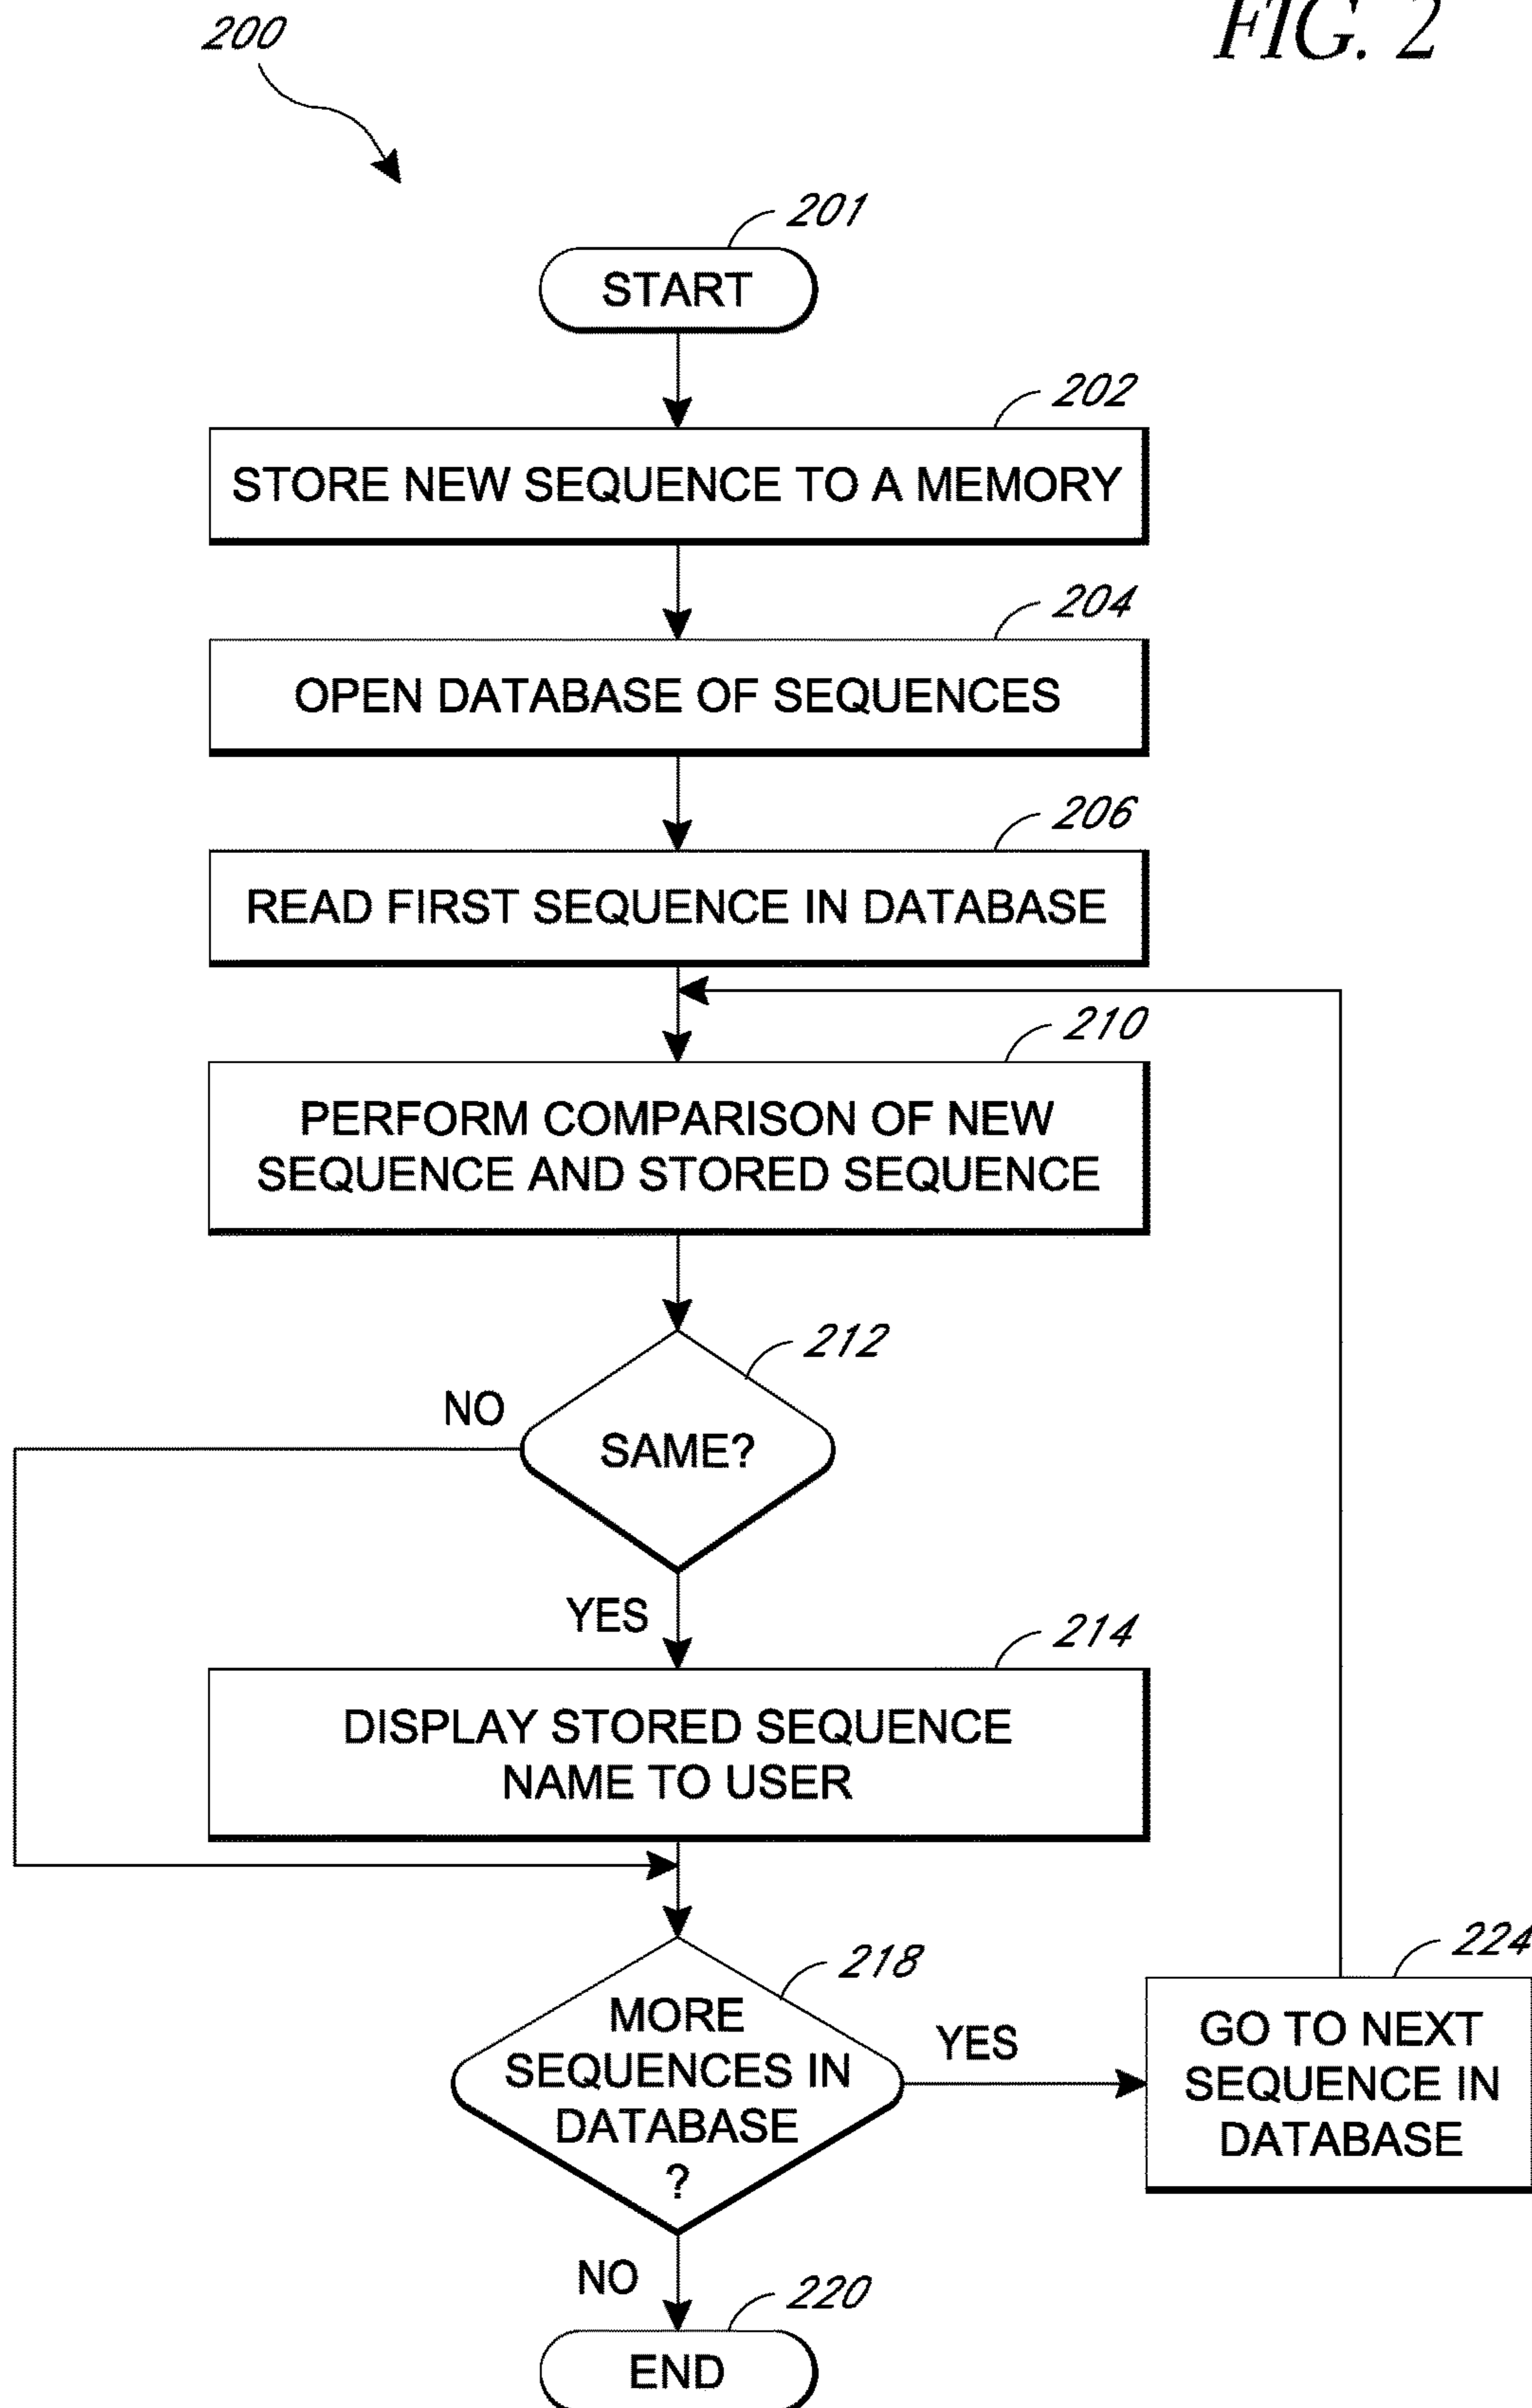 FIG. 2
200
201
START
202
STORE NEW SEQUENCE TO A MEMORY
204
OPEN DATABASE OF SEQUENCES
206
READ FIRST SEQUENCE IN DATABASE
210
PERFORM COMPARISON OF NEW
SEQUENCE AND STORED SEQUENCE
212
NO
SAME?
YES
214
DISPLAY STORED SEQUENCE
NAME TO USER
218
MORE
SEQUENCES IN
DATABASE
?
YES
224
GO TO NEXT
SEQUENCE IN
DATABASE
NO
220
END